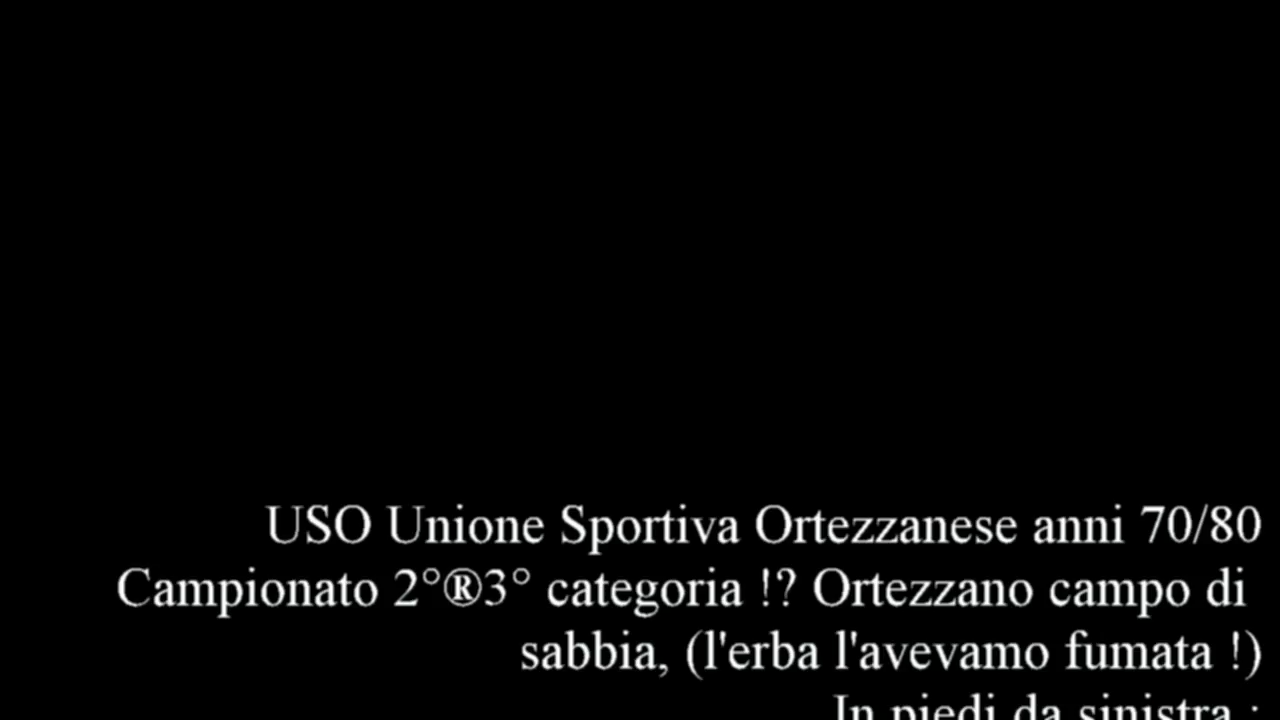 USO Unione Sportiva Ortezzanese anni 70/80
Campionato 2°®3° categoria !? Ortezzano campo di
sabbia, (l'erba l'avevamo fumata !)
In piedi da sinistra :